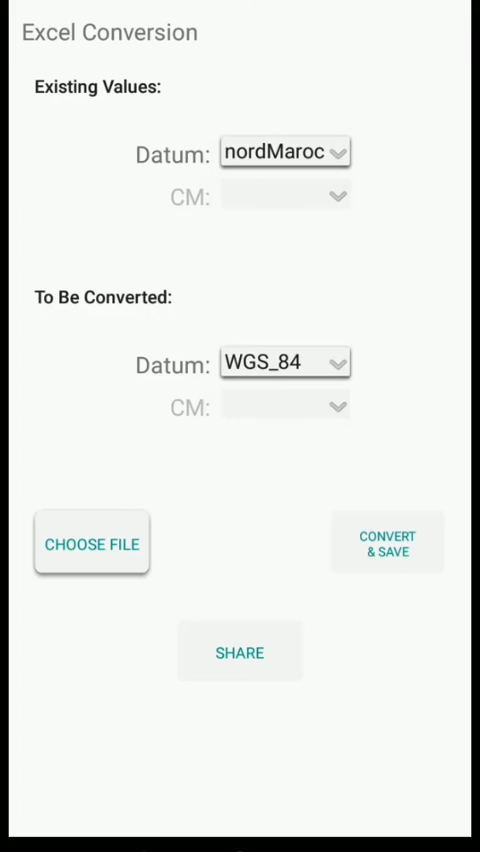 Excel Conversion
Existing Values:
Datum: nordMaroc
CM:
To Be Converted:
Datum: WGS_84
CM:
CHOOSE FILE
CONVERT
& SAVE
SHARE